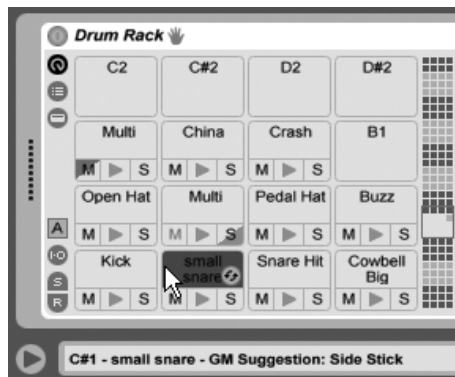 Drum Rack
C2 C#2 D2 D#2
Multi China Crash B1
M S M S M S
Open Hat Multi Pedal Hat Buzz
A M S M S M S M S
I-O Kick small snare Snare Hit Cowbell Big
S
R M S M S M S
C#1 - small snare - GM Suggestion: Side Stick